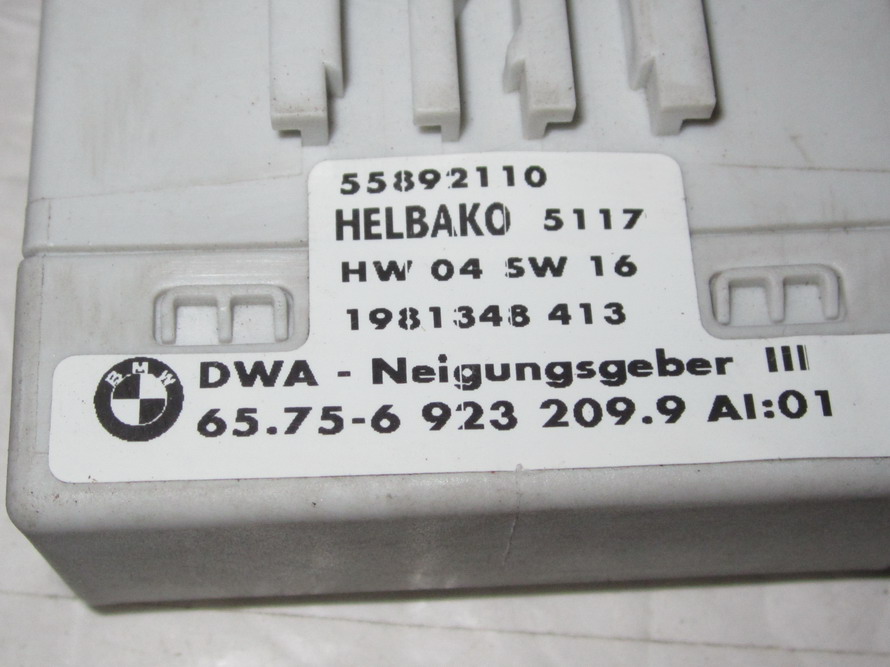 55892110
HELBAKO 5117
HW 04 SW 16
1981348 413
BMW
DWA - Neigungsgeber III
65.75-6 923 209.9 AI:01